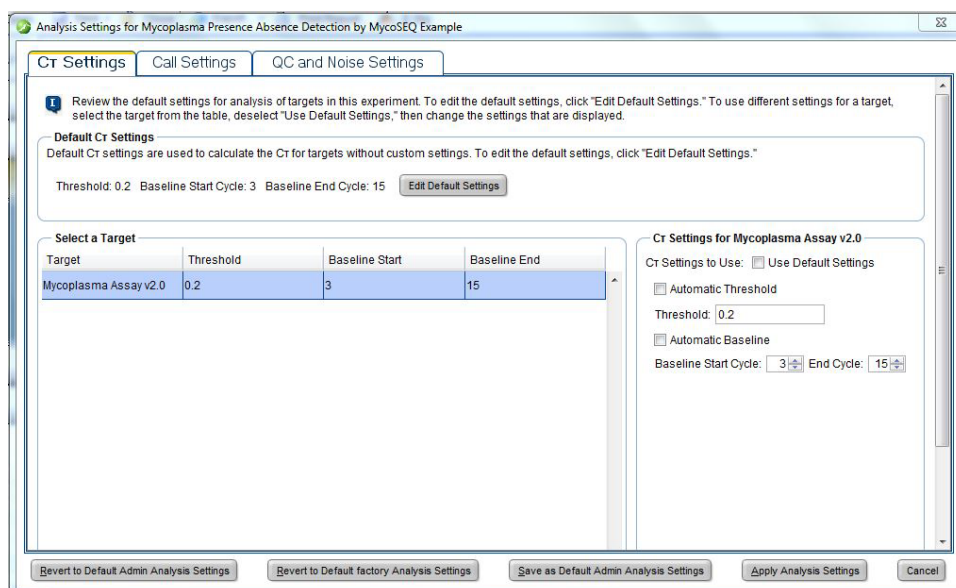 Analysis Settings for Mycoplasma Presence Absence Detection by MycoSEQ Example
CT Settings
Call Settings
QC and Noise Settings
Review the default settings for analysis of targets in this experiment. To edit the default settings, click "Edit Default Settings." To use different settings for a target,
select the target from the table, deselect "Use Default Settings," then change the settings that are displayed.
Default CT Settings
Default CT settings are used to calculate the CT for targets without custom settings. To edit the default settings, click "Edit Default Settings."
Threshold: 0.2 Baseline Start Cycle: 3 Baseline End Cycle: 15 Edit Default Settings
Select a Target
Target Threshold Baseline Start Baseline End
Mycoplasma Assay v2.0 0.2 3 15
CT Settings for Mycoplasma Assay v2.0
CT Settings to Use: Use Default Settings
Automatic Threshold
Threshold: 0.2
Automatic Baseline
Baseline Start Cycle: 3 End Cycle: 15
Revert to Default Admin Analysis Settings
Revert to Default factory Analysis Settings
Save as Default Admin Analysis Settings
Apply Analysis Settings
Cancel